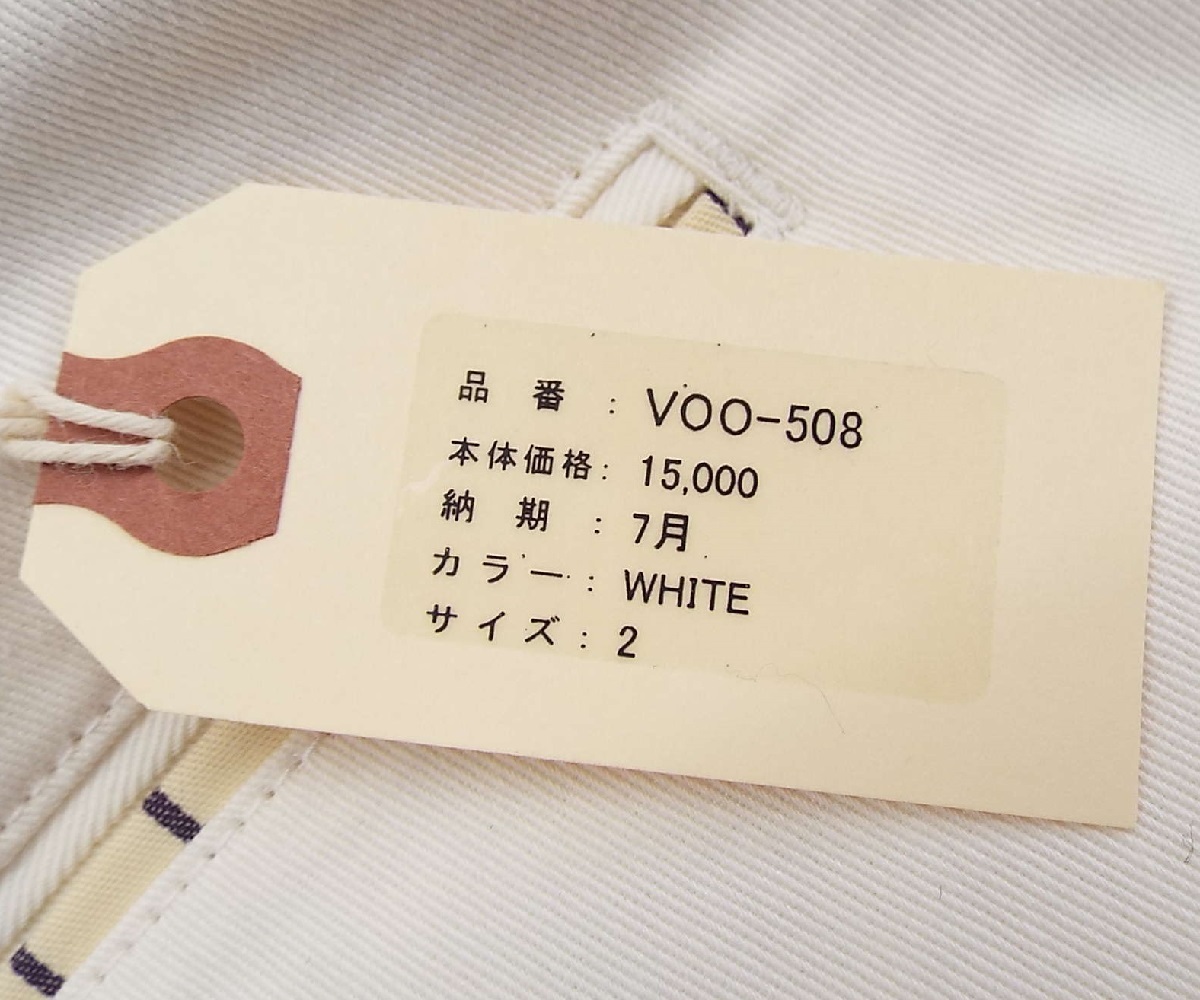 品番:VOO-508
本体価格:15,000
納期:7月
カラー:WHITE
サイズ:2